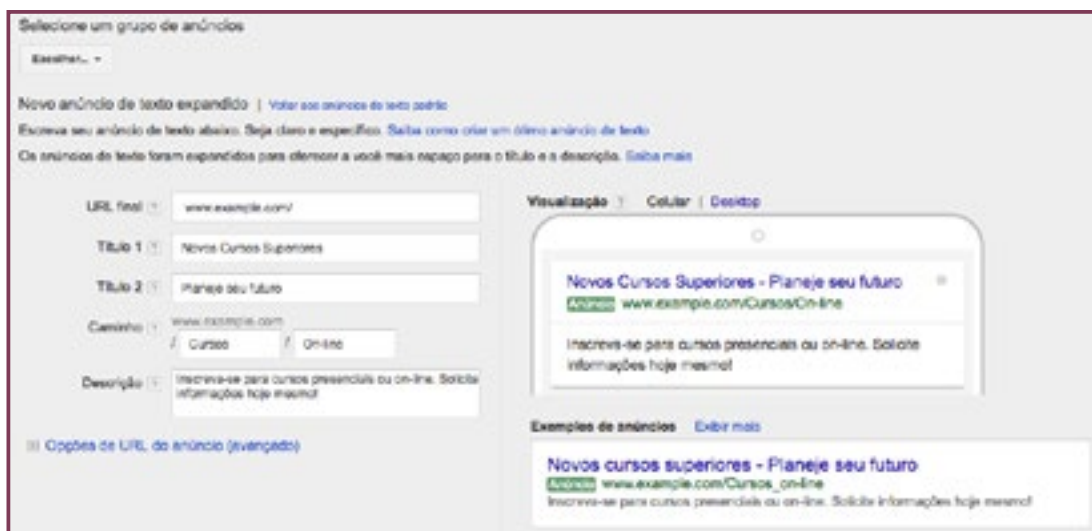 Selecione um grupo de anúncios
Escolher...
Novo anúncio de texto expandido | Voltar aos anúncios de texto padrão
Escreva seu anúncio de texto abaixo. Seja claro e específico. Saiba como criar um ótimo anúncio de texto
Os anúncios de texto foram expandidos para oferecer a você mais espaço para o título e a descrição. Saiba mais
URL final ? www.example.com/
Título 1 ? Novos Cursos Superiores
Título 2 ? Planeje seu futuro
Caminho ? www.example.com
/ Cursos / On-line
Descrição ? Inscreva-se para cursos presenciais ou on-line. Solicite
informações hoje mesmo!
Opções de URL do anúncio (avançado)
Visualização ? Celular | Desktop
Novos Cursos Superiores - Planeje seu futuro
Anúncio www.example.com/Cursos/On-line
Inscreva-se para cursos presenciais ou on-line. Solicite
informações hoje mesmo!
Exemplos de anúncios Exibir mais
Novos cursos superiores - Planeje seu futuro
Anúncio www.example.com/Cursos_on-line
Inscreva-se para cursos presenciais ou on-line. Solicite informações hoje mesmo!